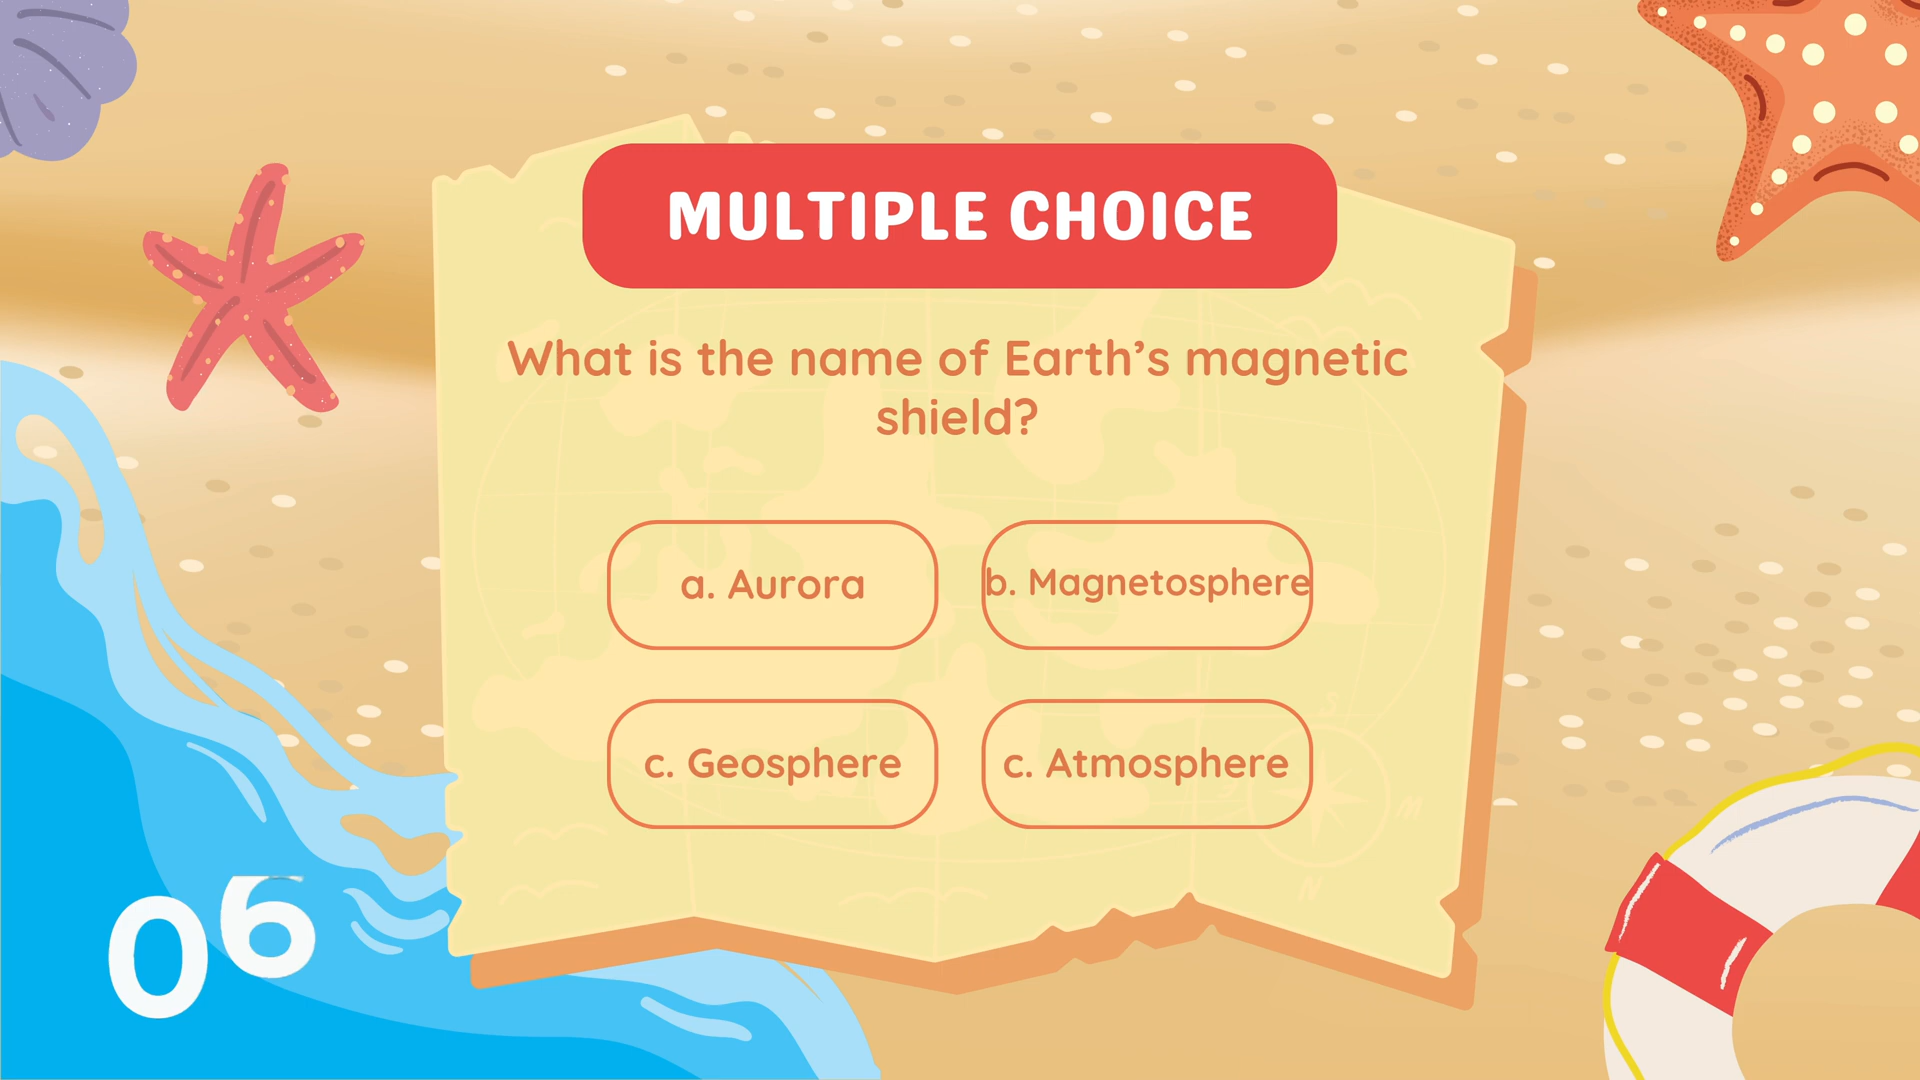 MULTIPLE CHOICE
What is the name of Earth’s magnetic
shield?
a. Aurora
b. Magnetosphere
c. Geosphere
c. Atmosphere
S
M
N
06